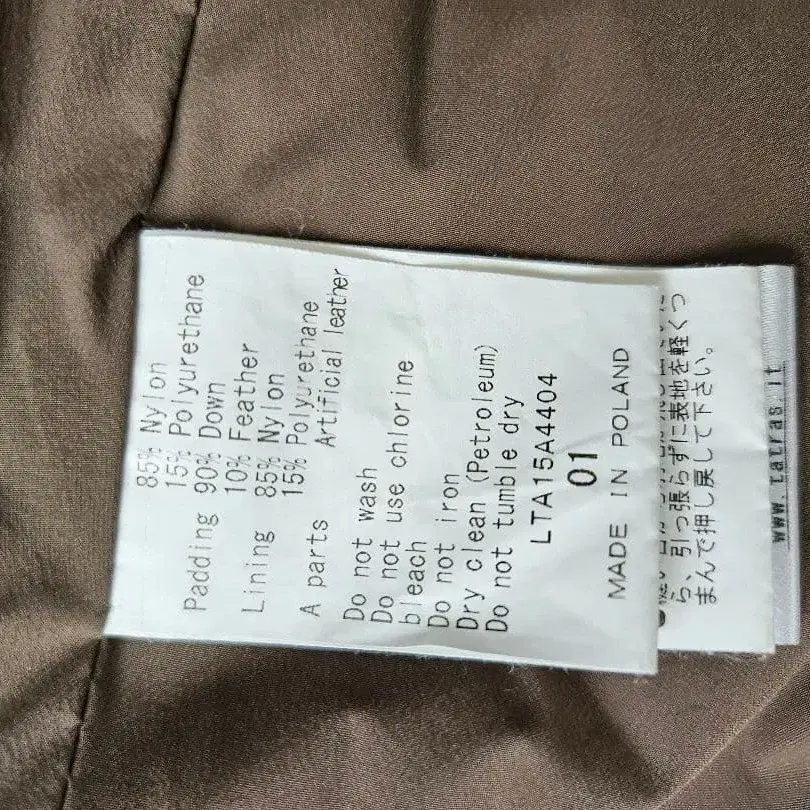 85% Nylon
15% Polyurethane
Padding 90% Down
10% Feather
Lining 85% Nylon
15% Polyurethane
A parts Artificial leather
Do not wash
Do not use chlorine
bleach
Do not iron
Dry clean (Petroleum)
Do not tumble dry
LTA15A4404
01
MADE IN POLAND
ら、引っ張らずに表地を軽くつ
まんで押し戻して下さい。
www.tatras.it